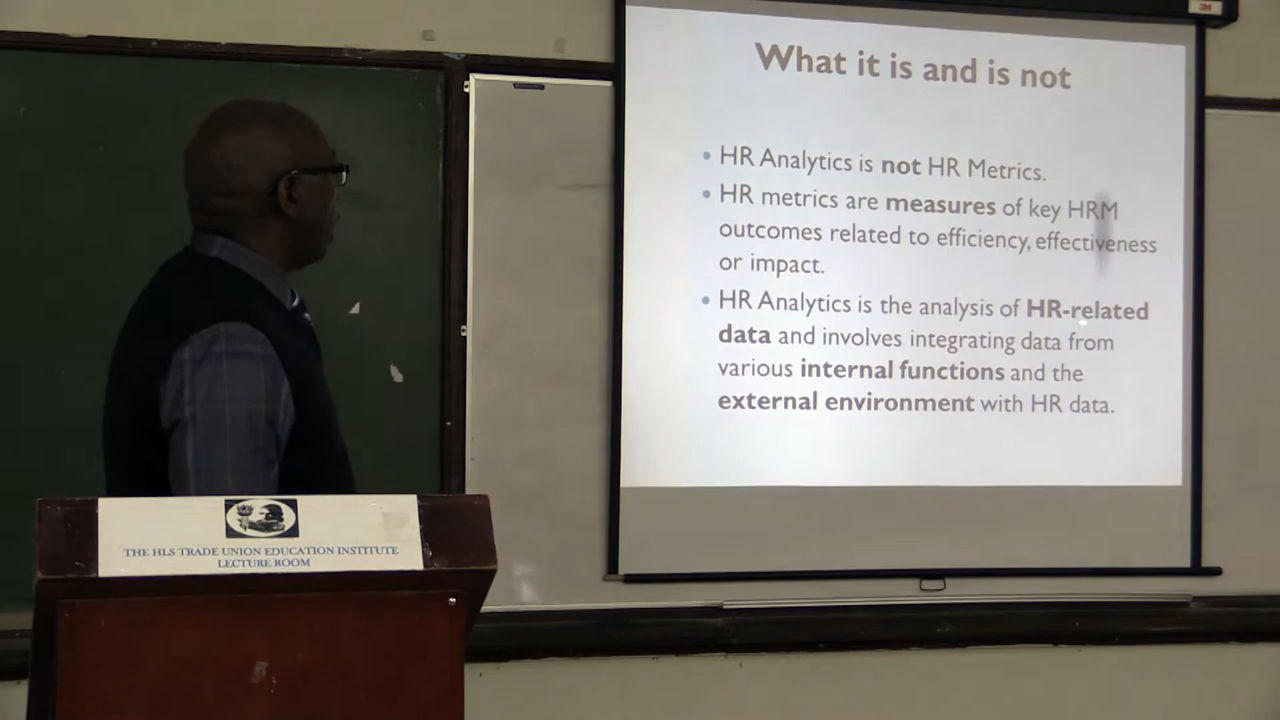 3M
What it is and is not
• HR Analytics is not HR Metrics.
• HR metrics are measures of key HRM
outcomes related to efficiency, effectiveness
or impact.
• HR Analytics is the analysis of HR-related
data and involves integrating data from
various internal functions and the
external environment with HR data.
THE HLS TRADE UNION EDUCATION INSTITUTE
LECTURE ROOM